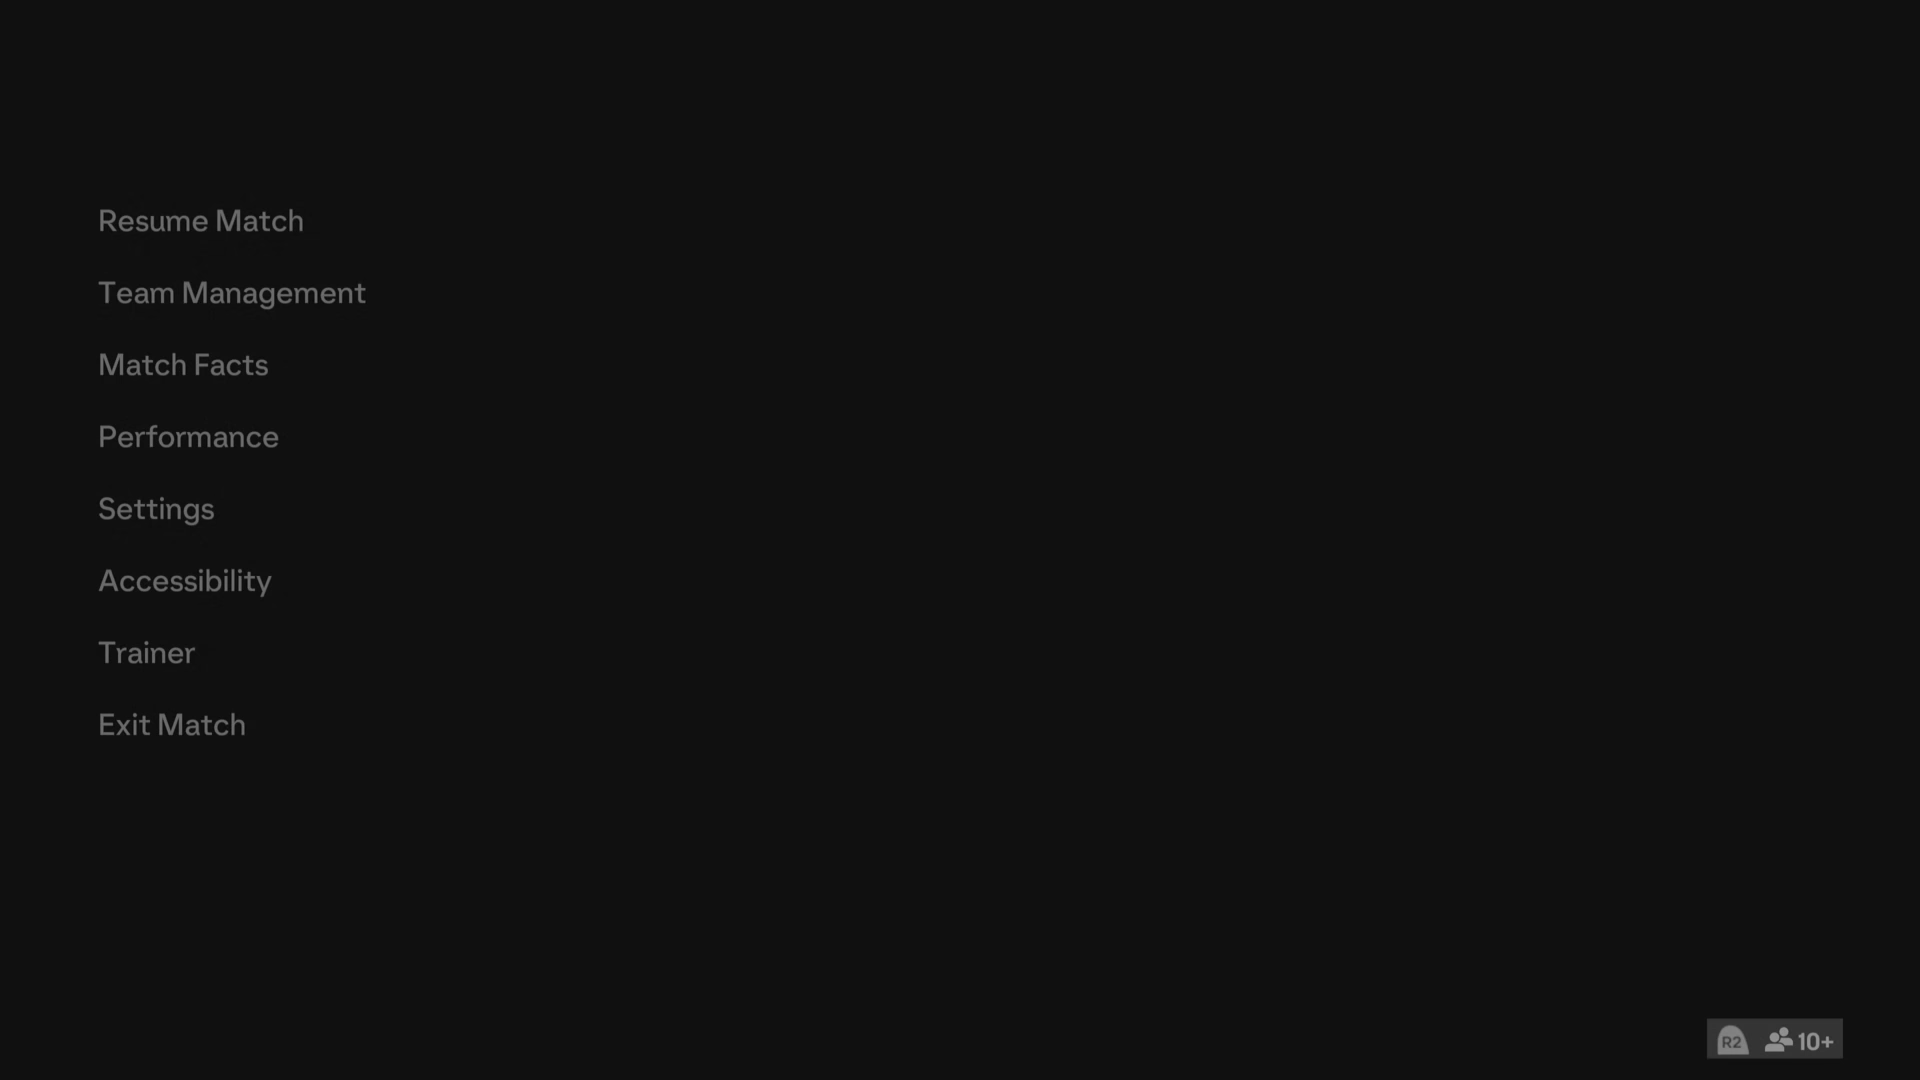 Resume Match
Team Management
Match Facts
Performance
Settings
Accessibility
Trainer
Exit Match
R2 10+